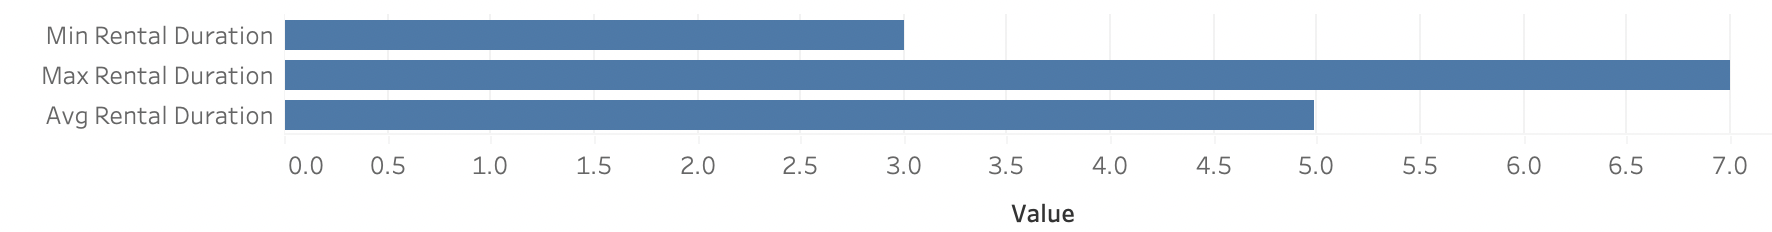 Min Rental Duration
Max Rental Duration
Avg Rental Duration
0.0 0.5 1.0 1.5 2.0 2.5 3.0 3.5 4.0 4.5 5.0 5.5 6.0 6.5 7.0
Value